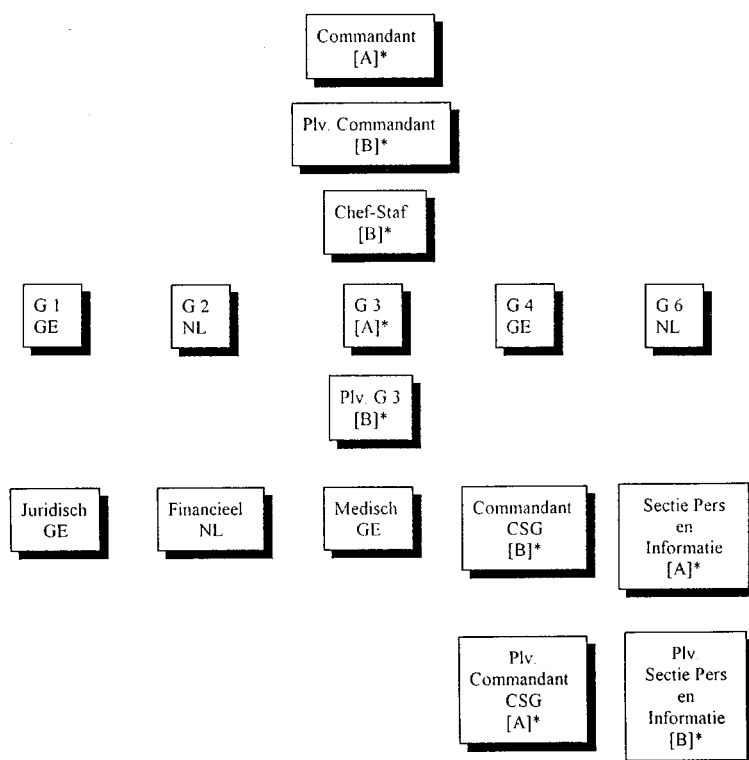 Commandant
[A]*
Plv. Commandant
[B]*
Chef-Staf
[B]*
G 1
GE
G 2
NL
G 3
[A]*
G 4
GE
G 6
NL
Plv. G 3
[B]*
Juridisch
GE
Financieel
NL
Medisch
GE
Commandant
CSG
[B]*
Sectie Pers
en
Informatie
[A]*
Plv.
Commandant
CSG
[A]*
Plv.
Sectie Pers
en
Informatie
[B]*